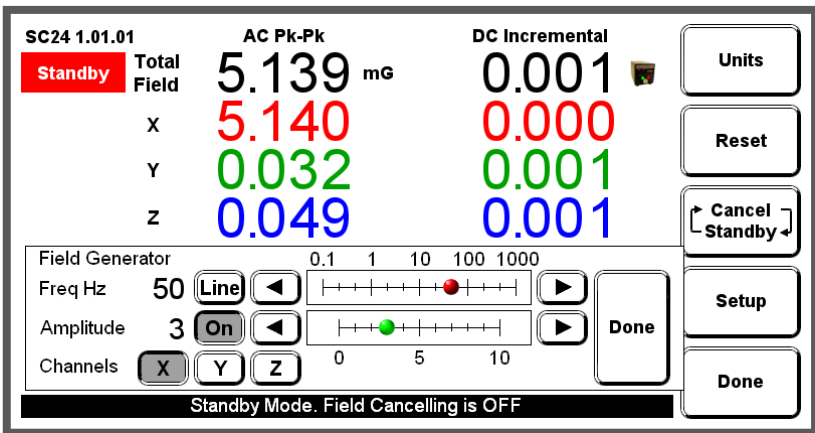 SC24 1.01.01 AC Pk-Pk DC Incremental
Standby Total Field 5.139 mG 0.001
X 5.140 0.000
Y 0.032 0.001
Z 0.049 0.001
Field Generator 0.1 1 10 100 1000
Freq Hz 50 Line
Amplitude 3 On Done
Channels X Y Z 0 5 10
Standby Mode. Field Cancelling is OFF
Units
Reset
Cancel
Standby
Setup
Done